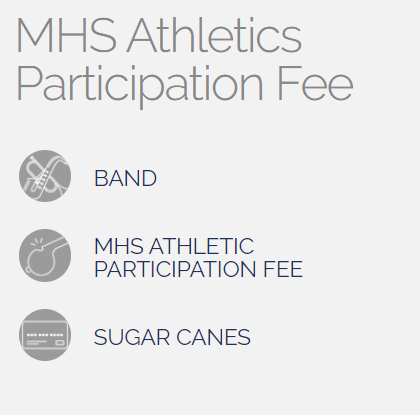 MHS Athletics
Participation Fee
BAND
MHS ATHLETIC
PARTICIPATION FEE
SUGAR CANES